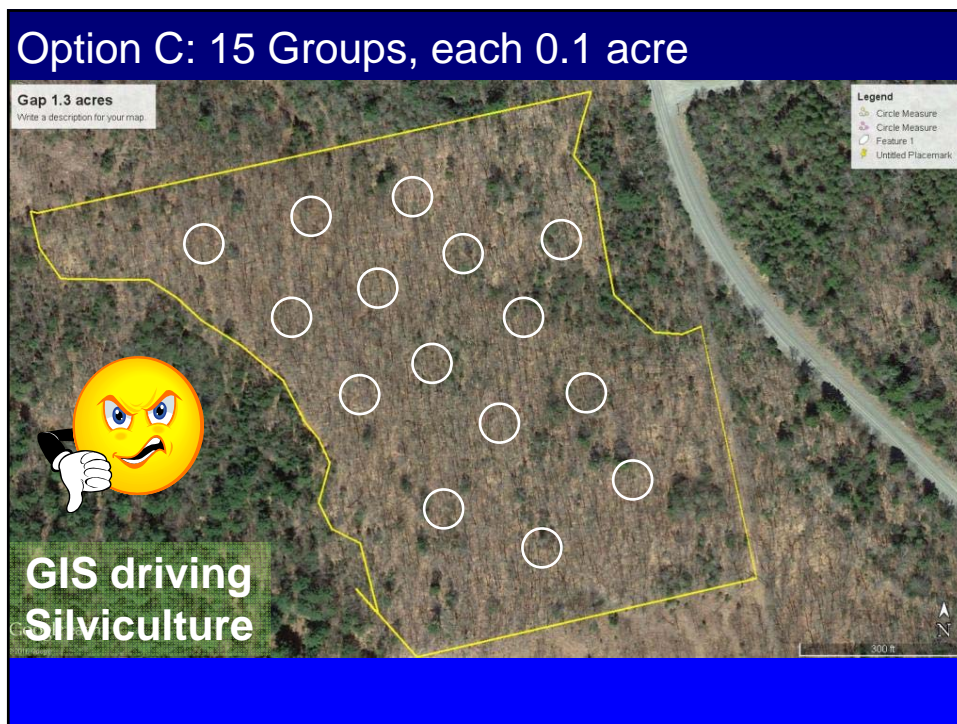 Option C: 15 Groups, each 0.1 acre
Gap 1.3 acres
Write a description for your map.
Legend
Circle Measure
Circle Measure
Feature 1
Untitled Placemark
GIS driving
Silviculture
N
300 ft